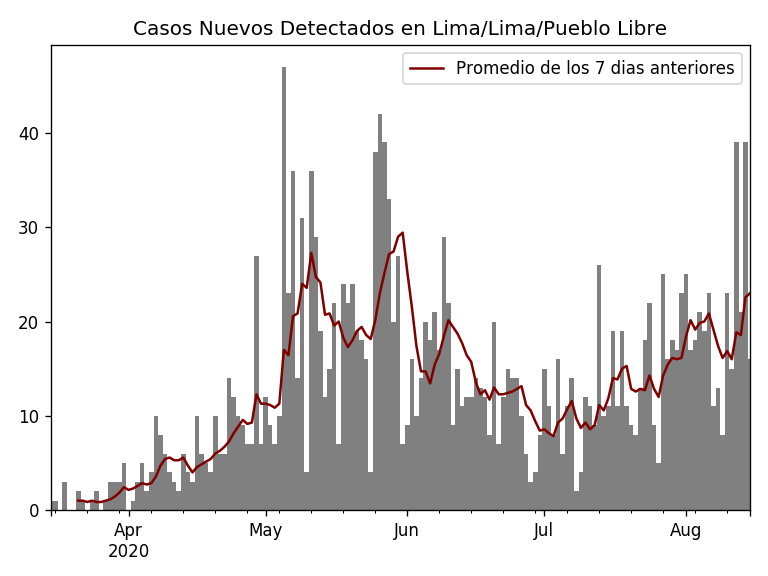 Casos Nuevos Detectados en Lima/Lima/Pueblo Libre
Promedio de los 7 dias anteriores
40
30
20
10
0
Apr May Jun Jul Aug
2020